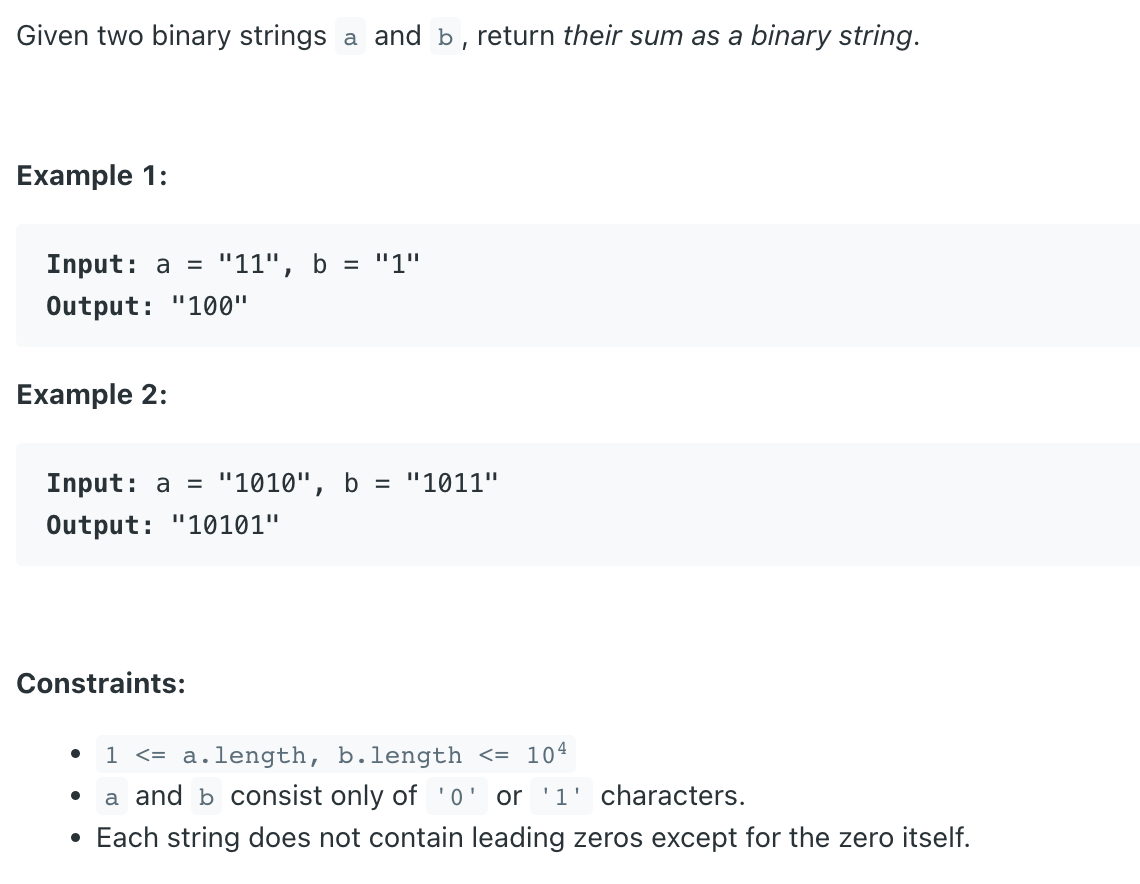 Given two binary strings a and b, return their sum as a binary string.
Example 1:
Input: a = "11", b = "1"
Output: "100"
Example 2:
Input: a = "1010", b = "1011"
Output: "10101"
Constraints:
• 1 <= a.length, b.length <= 10⁴
• a and b consist only of '0' or '1' characters.
• Each string does not contain leading zeros except for the zero itself.